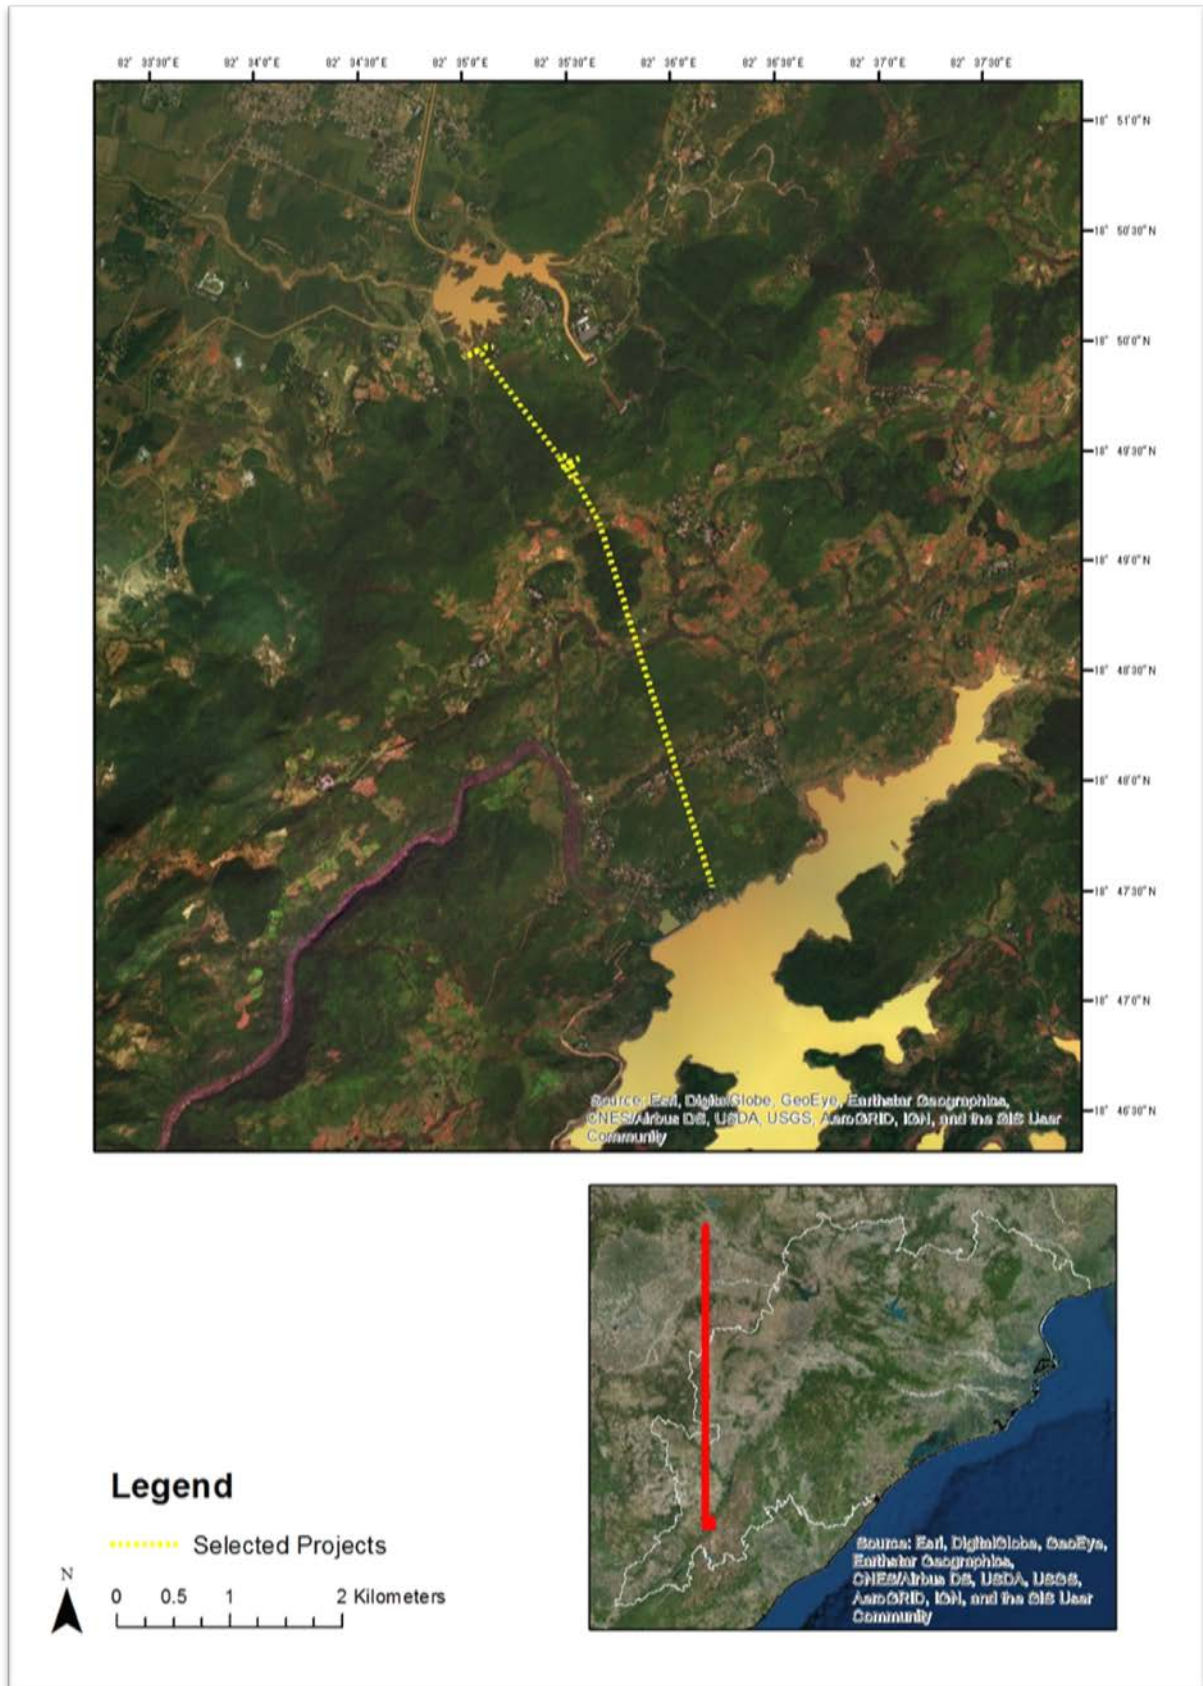 82° 33'30"E 82° 34'0"E 82° 34'30"E 82° 35'0"E 82° 35'30"E 82° 36'0"E 82° 36'30"E 82° 37'0"E 82° 37'30"E
18° 51'0"N
18° 50'30"N
18° 50'0"N
18° 49'30"N
18° 49'0"N
18° 48'30"N
18° 48'0"N
18° 47'30"N
18° 47'0"N
18° 46'30"N
Source: Esri, DigitalGlobe, GeoEye, Earthstar Geographics,
CNES/Airbus DS, USDA, USGS, AeroGRID, IGN, and the GIS User
Community
Legend
Selected Projects
N
0 0.5 1 2 Kilometers
Source: Esri, DigitalGlobe, GeoEye,
Earthstar Geographics,
CNES/Airbus DS, USDA, USGS,
AeroGRID, IGN, and the GIS User
Community